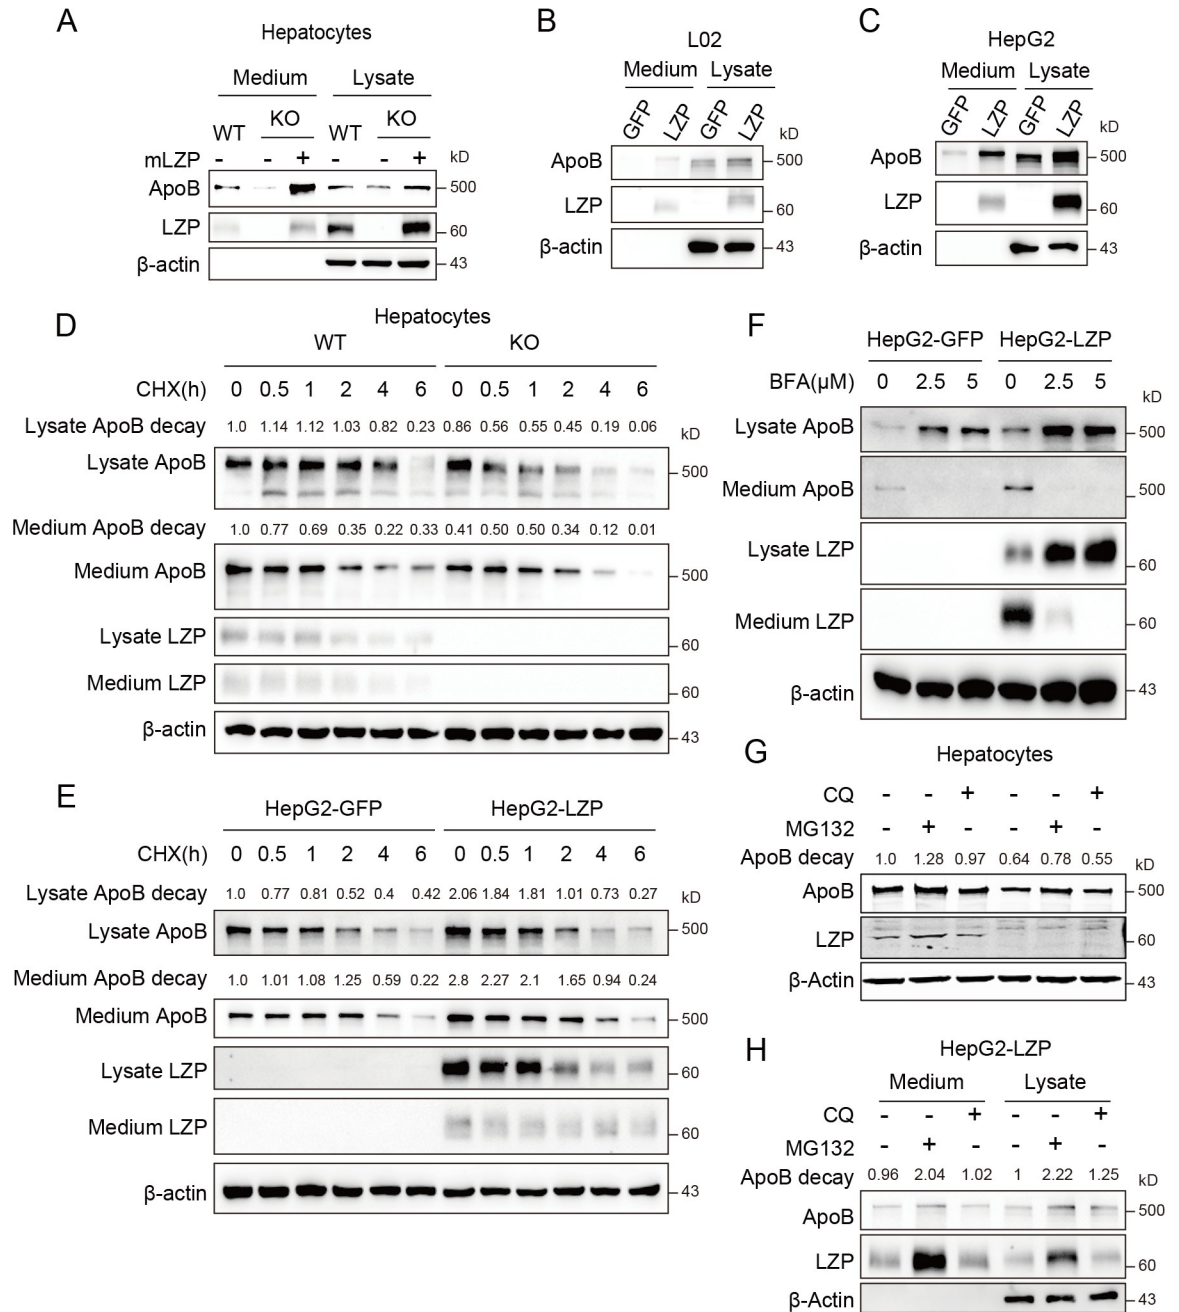 A
Hepatocytes
Medium Lysate
WT KO WT KO
mLZP - - + - - + kD
ApoB 500
LZP 60
β-actin 43
B
L02
Medium Lysate
GFP LZP GFP LZP kD
ApoB 500
LZP 60
β-actin 43
C
HepG2
Medium Lysate
GFP LZP GFP LZP kD
ApoB 500
LZP 60
β-actin 43
D
Hepatocytes
WT KO
CHX(h) 0 0.5 1 2 4 6 0 0.5 1 2 4 6
Lysate ApoB decay 1.0 1.14 1.12 1.03 0.82 0.23 0.86 0.56 0.55 0.45 0.19 0.06 kD
Lysate ApoB 500
Medium ApoB decay 1.0 0.77 0.69 0.35 0.22 0.33 0.41 0.50 0.50 0.34 0.12 0.01
Medium ApoB 500
Lysate LZP 60
Medium LZP 60
β-actin 43
E
HepG2-GFP HepG2-LZP
CHX(h) 0 0.5 1 2 4 6 0 0.5 1 2 4 6
Lysate ApoB decay 1.0 0.77 0.81 0.52 0.4 0.42 2.06 1.84 1.81 1.01 0.73 0.27 kD
Lysate ApoB 500
Medium ApoB decay 1.0 1.01 1.08 1.25 0.59 0.22 2.8 2.27 2.1 1.65 0.94 0.24
Medium ApoB 500
Lysate LZP 60
Medium LZP 60
β-actin 43
F
HepG2-GFP HepG2-LZP
BFA(μM) 0 2.5 5 0 2.5 5
kD
Lysate ApoB 500
Medium ApoB 500
Lysate LZP 60
Medium LZP 60
β-actin 43
G
Hepatocytes
CQ - - + - - +
MG132 - + - - + -
ApoB decay 1.0 1.28 0.97 0.64 0.78 0.55 kD
ApoB 500
LZP 60
β-Actin 43
H
HepG2-LZP
Medium Lysate
CQ - - + - - +
MG132 - + - - + -
ApoB decay 0.96 2.04 1.02 1 2.22 1.25 kD
ApoB 500
LZP 60
β-Actin 43